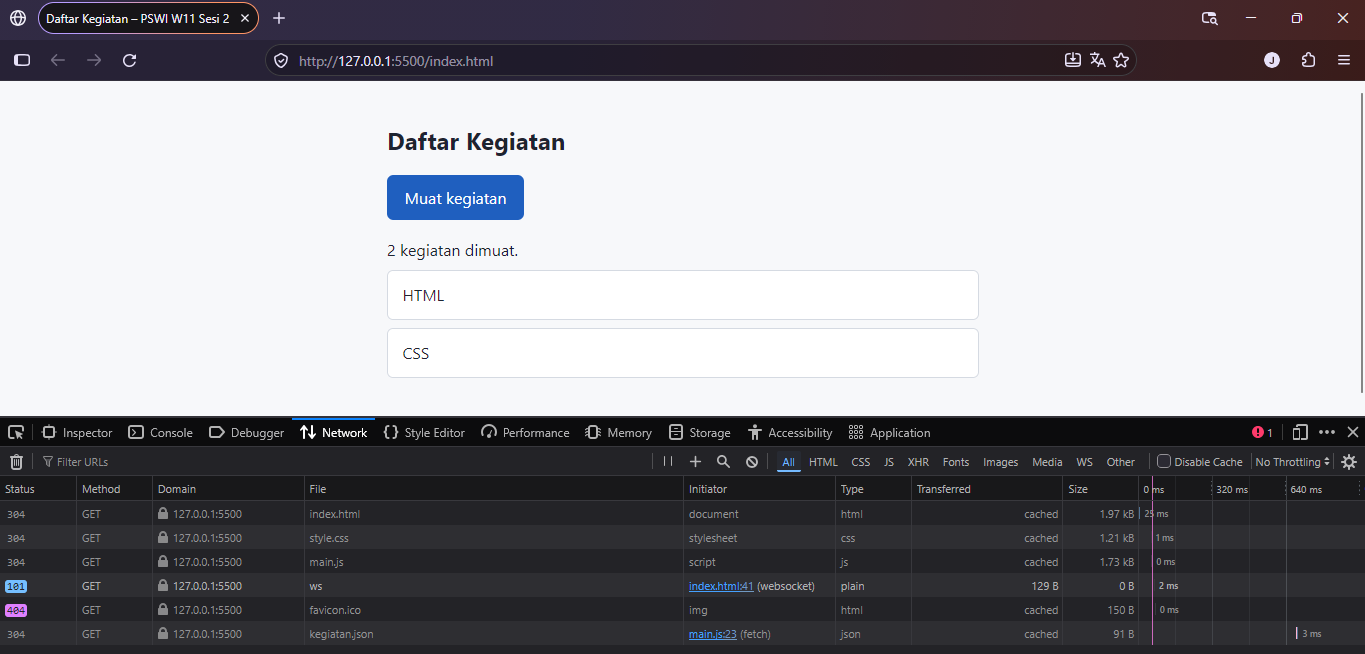 Daftar Kegiatan – PSWI W11 Sesi 2
http://127.0.0.1:5500/index.html
J
Daftar Kegiatan
Muat kegiatan
2 kegiatan dimuat.
HTML
CSS
Inspector Console Debugger Network Style Editor Performance Memory Storage Accessibility Application 1
Filter URLs All HTML CSS JS XHR Fonts Images Media WS Other Disable Cache No Throttling
Status Method Domain File Initiator Type Transferred Size 0 ms 320 ms 640 ms
304 GET 127.0.0.1:5500 index.html document html cached 1.97 kB 25 ms
304 GET 127.0.0.1:5500 style.css stylesheet css cached 1.21 kB 1 ms
304 GET 127.0.0.1:5500 main.js script js cached 1.73 kB 0 ms
101 GET 127.0.0.1:5500 ws index.html:41 (websocket) plain 129 B 0 B 2 ms
404 GET 127.0.0.1:5500 favicon.ico img html cached 150 B 0 ms
304 GET 127.0.0.1:5500 kegiatan.json main.js:23 (fetch) json cached 91 B 3 ms